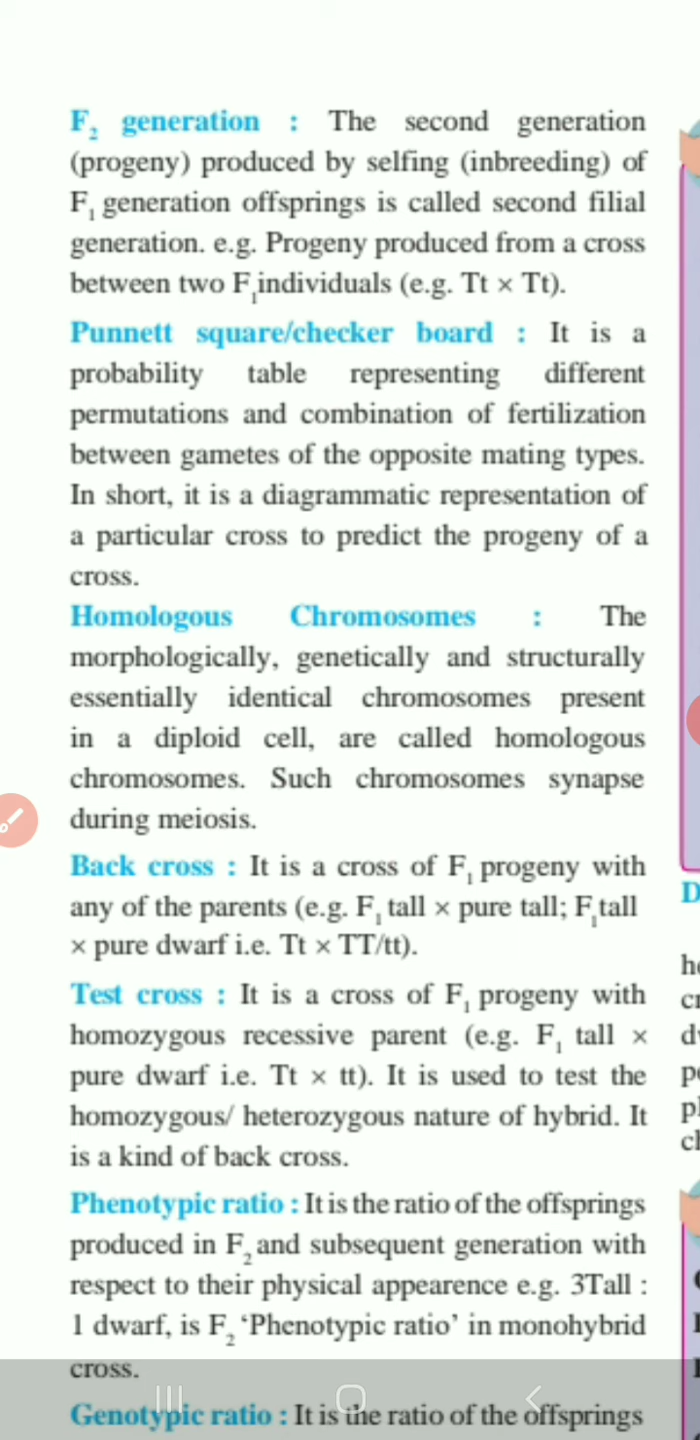 F₂ generation : The second generation
(progeny) produced by selfing (inbreeding) of
F₁ generation offsprings is called second filial
generation. e.g. Progeny produced from a cross
between two F₁individuals (e.g. Tt × Tt).
Punnett square/checker board : It is a
probability table representing different
permutations and combination of fertilization
between gametes of the opposite mating types.
In short, it is a diagrammatic representation of
a particular cross to predict the progeny of a
cross.
Homologous Chromosomes : The
morphologically, genetically and structurally
essentially identical chromosomes present
in a diploid cell, are called homologous
chromosomes. Such chromosomes synapse
during meiosis.
Back cross : It is a cross of F₁ progeny with
any of the parents (e.g. F₁ tall × pure tall; F₁tall
× pure dwarf i.e. Tt × TT/tt).
Test cross : It is a cross of F₁ progeny with
homozygous recessive parent (e.g. F₁ tall ×
pure dwarf i.e. Tt × tt). It is used to test the
homozygous/ heterozygous nature of hybrid. It
is a kind of back cross.
Phenotypic ratio : It is the ratio of the offsprings
produced in F₂ and subsequent generation with
respect to their physical appearence e.g. 3Tall :
1 dwarf, is F₂ ‘Phenotypic ratio’ in monohybrid
cross.
Genotypic ratio : It is the ratio of the offsprings